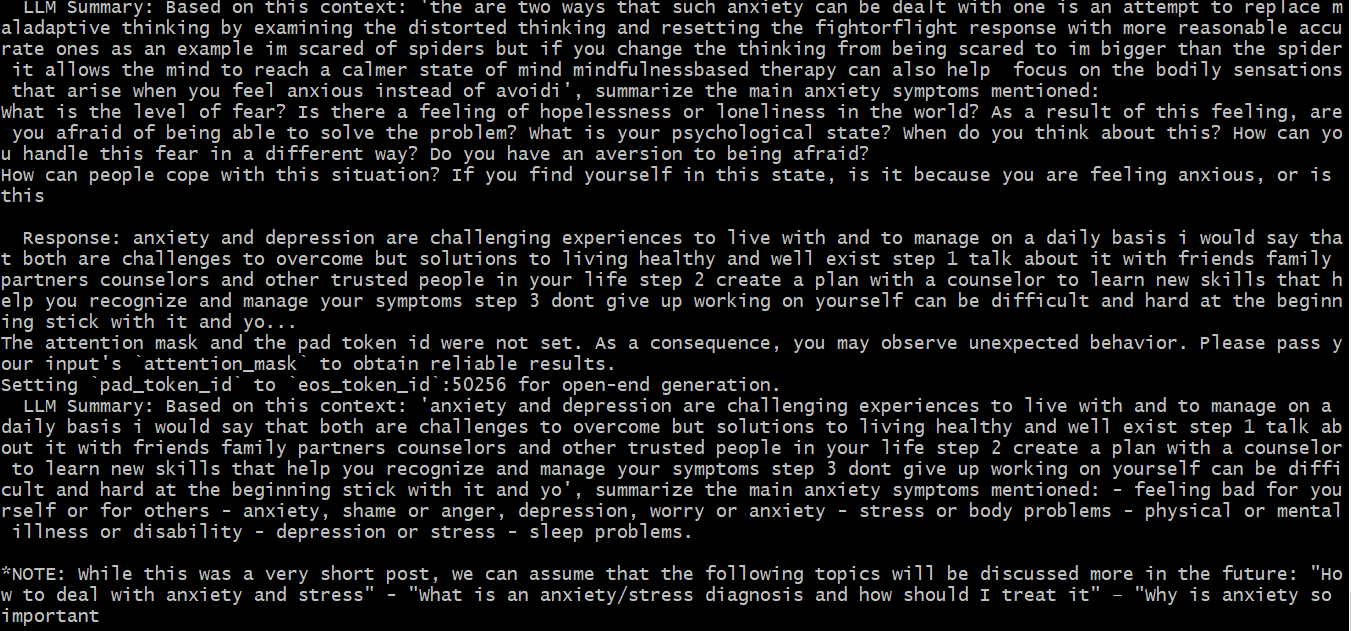 LLM Summary: Based on this context: 'the are two ways that such anxiety can be dealt with one is an attempt to replace m
aladaptive thinking by examining the distorted thinking and resetting the fightorflight response with more reasonable accu
rate ones as an example im scared of spiders but if you change the thinking from being scared to im bigger than the spider
 it allows the mind to reach a calmer state of mind mindfulnessbased therapy can also help  focus on the bodily sensations
 that arise when you feel anxious instead of avoidi', summarize the main anxiety symptoms mentioned:
What is the level of fear? Is there a feeling of hopelessness or loneliness in the world? As a result of this feeling, are
 you afraid of being able to solve the problem? What is your psychological state? When do you think about this? How can yo
u handle this fear in a different way? Do you have an aversion to being afraid?
How can people cope with this situation? If you find yourself in this state, is it because you are feeling anxious, or is
this
  Response: anxiety and depression are challenging experiences to live with and to manage on a daily basis i would say tha
t both are challenges to overcome but solutions to living healthy and well exist step 1 talk about it with friends family
partners counselors and other trusted people in your life step 2 create a plan with a counselor to learn new skills that h
elp you recognize and manage your symptoms step 3 dont give up working on yourself can be difficult and hard at the beginn
ing stick with it and yo...
The attention mask and the pad token id were not set. As a consequence, you may observe unexpected behavior. Please pass y
our input's `attention_mask` to obtain reliable results.
Setting `pad_token_id` to `eos_token_id`:50256 for open-end generation.
  LLM Summary: Based on this context: 'anxiety and depression are challenging experiences to live with and to manage on a
daily basis i would say that both are challenges to overcome but solutions to living healthy and well exist step 1 talk ab
out it with friends family partners counselors and other trusted people in your life step 2 create a plan with a counselor
 to learn new skills that help you recognize and manage your symptoms step 3 dont give up working on yourself can be diffi
cult and hard at the beginning stick with it and yo', summarize the main anxiety symptoms mentioned: - feeling bad for you
rself or for others - anxiety, shame or anger, depression, worry or anxiety - stress or body problems - physical or mental
 illness or disability - depression or stress - sleep problems.
*NOTE: While this was a very short post, we can assume that the following topics will be discussed more in the future: "Ho
w to deal with anxiety and stress" - "What is an anxiety/stress diagnosis and how should I treat it" – "Why is anxiety so
important